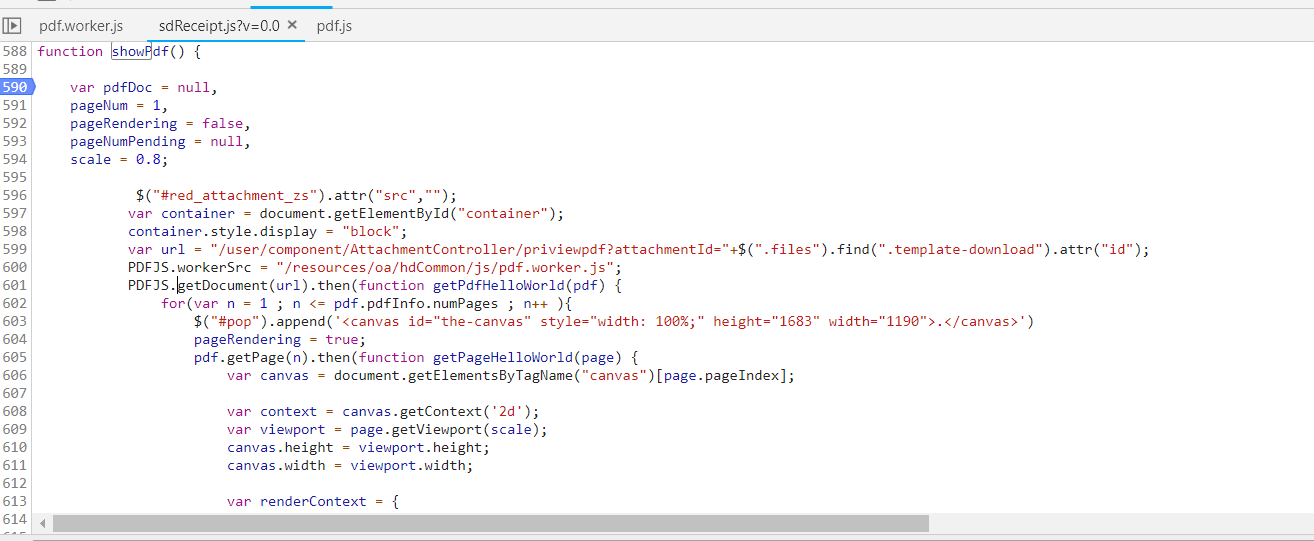 pdf.worker.js sdReceipt.js?v=0.0 × pdf.js
588 function showPdf() {
589
590 var pdfDoc = null,
591 pageNum = 1,
592 pageRendering = false,
593 pageNumPending = null,
594 scale = 0.8;
595
596 $("#red_attachment_zs").attr("src","");
597 var container = document.getElementById("container");
598 container.style.display = "block";
599 var url = "/user/component/AttachmentController/priviewpdf?attachmentId="+$(".files").find(".template-download").attr("id");
600 PDFJS.workerSrc = "/resources/oa/hdCommon/js/pdf.worker.js";
601 PDFJS.getDocument(url).then(function getPdfHelloWorld(pdf) {
602 for(var n = 1 ; n <= pdf.pdfInfo.numPages ; n++ ){
603 $("#pop").append('<canvas id="the-canvas" style="width: 100%;" height="1683" width="1190">.</canvas>')
604 pageRendering = true;
605 pdf.getPage(n).then(function getPageHelloWorld(page) {
606 var canvas = document.getElementsByTagName("canvas")[page.pageIndex];
607
608 var context = canvas.getContext('2d');
609 var viewport = page.getViewport(scale);
610 canvas.height = viewport.height;
611 canvas.width = viewport.width;
612
613 var renderContext = {
614